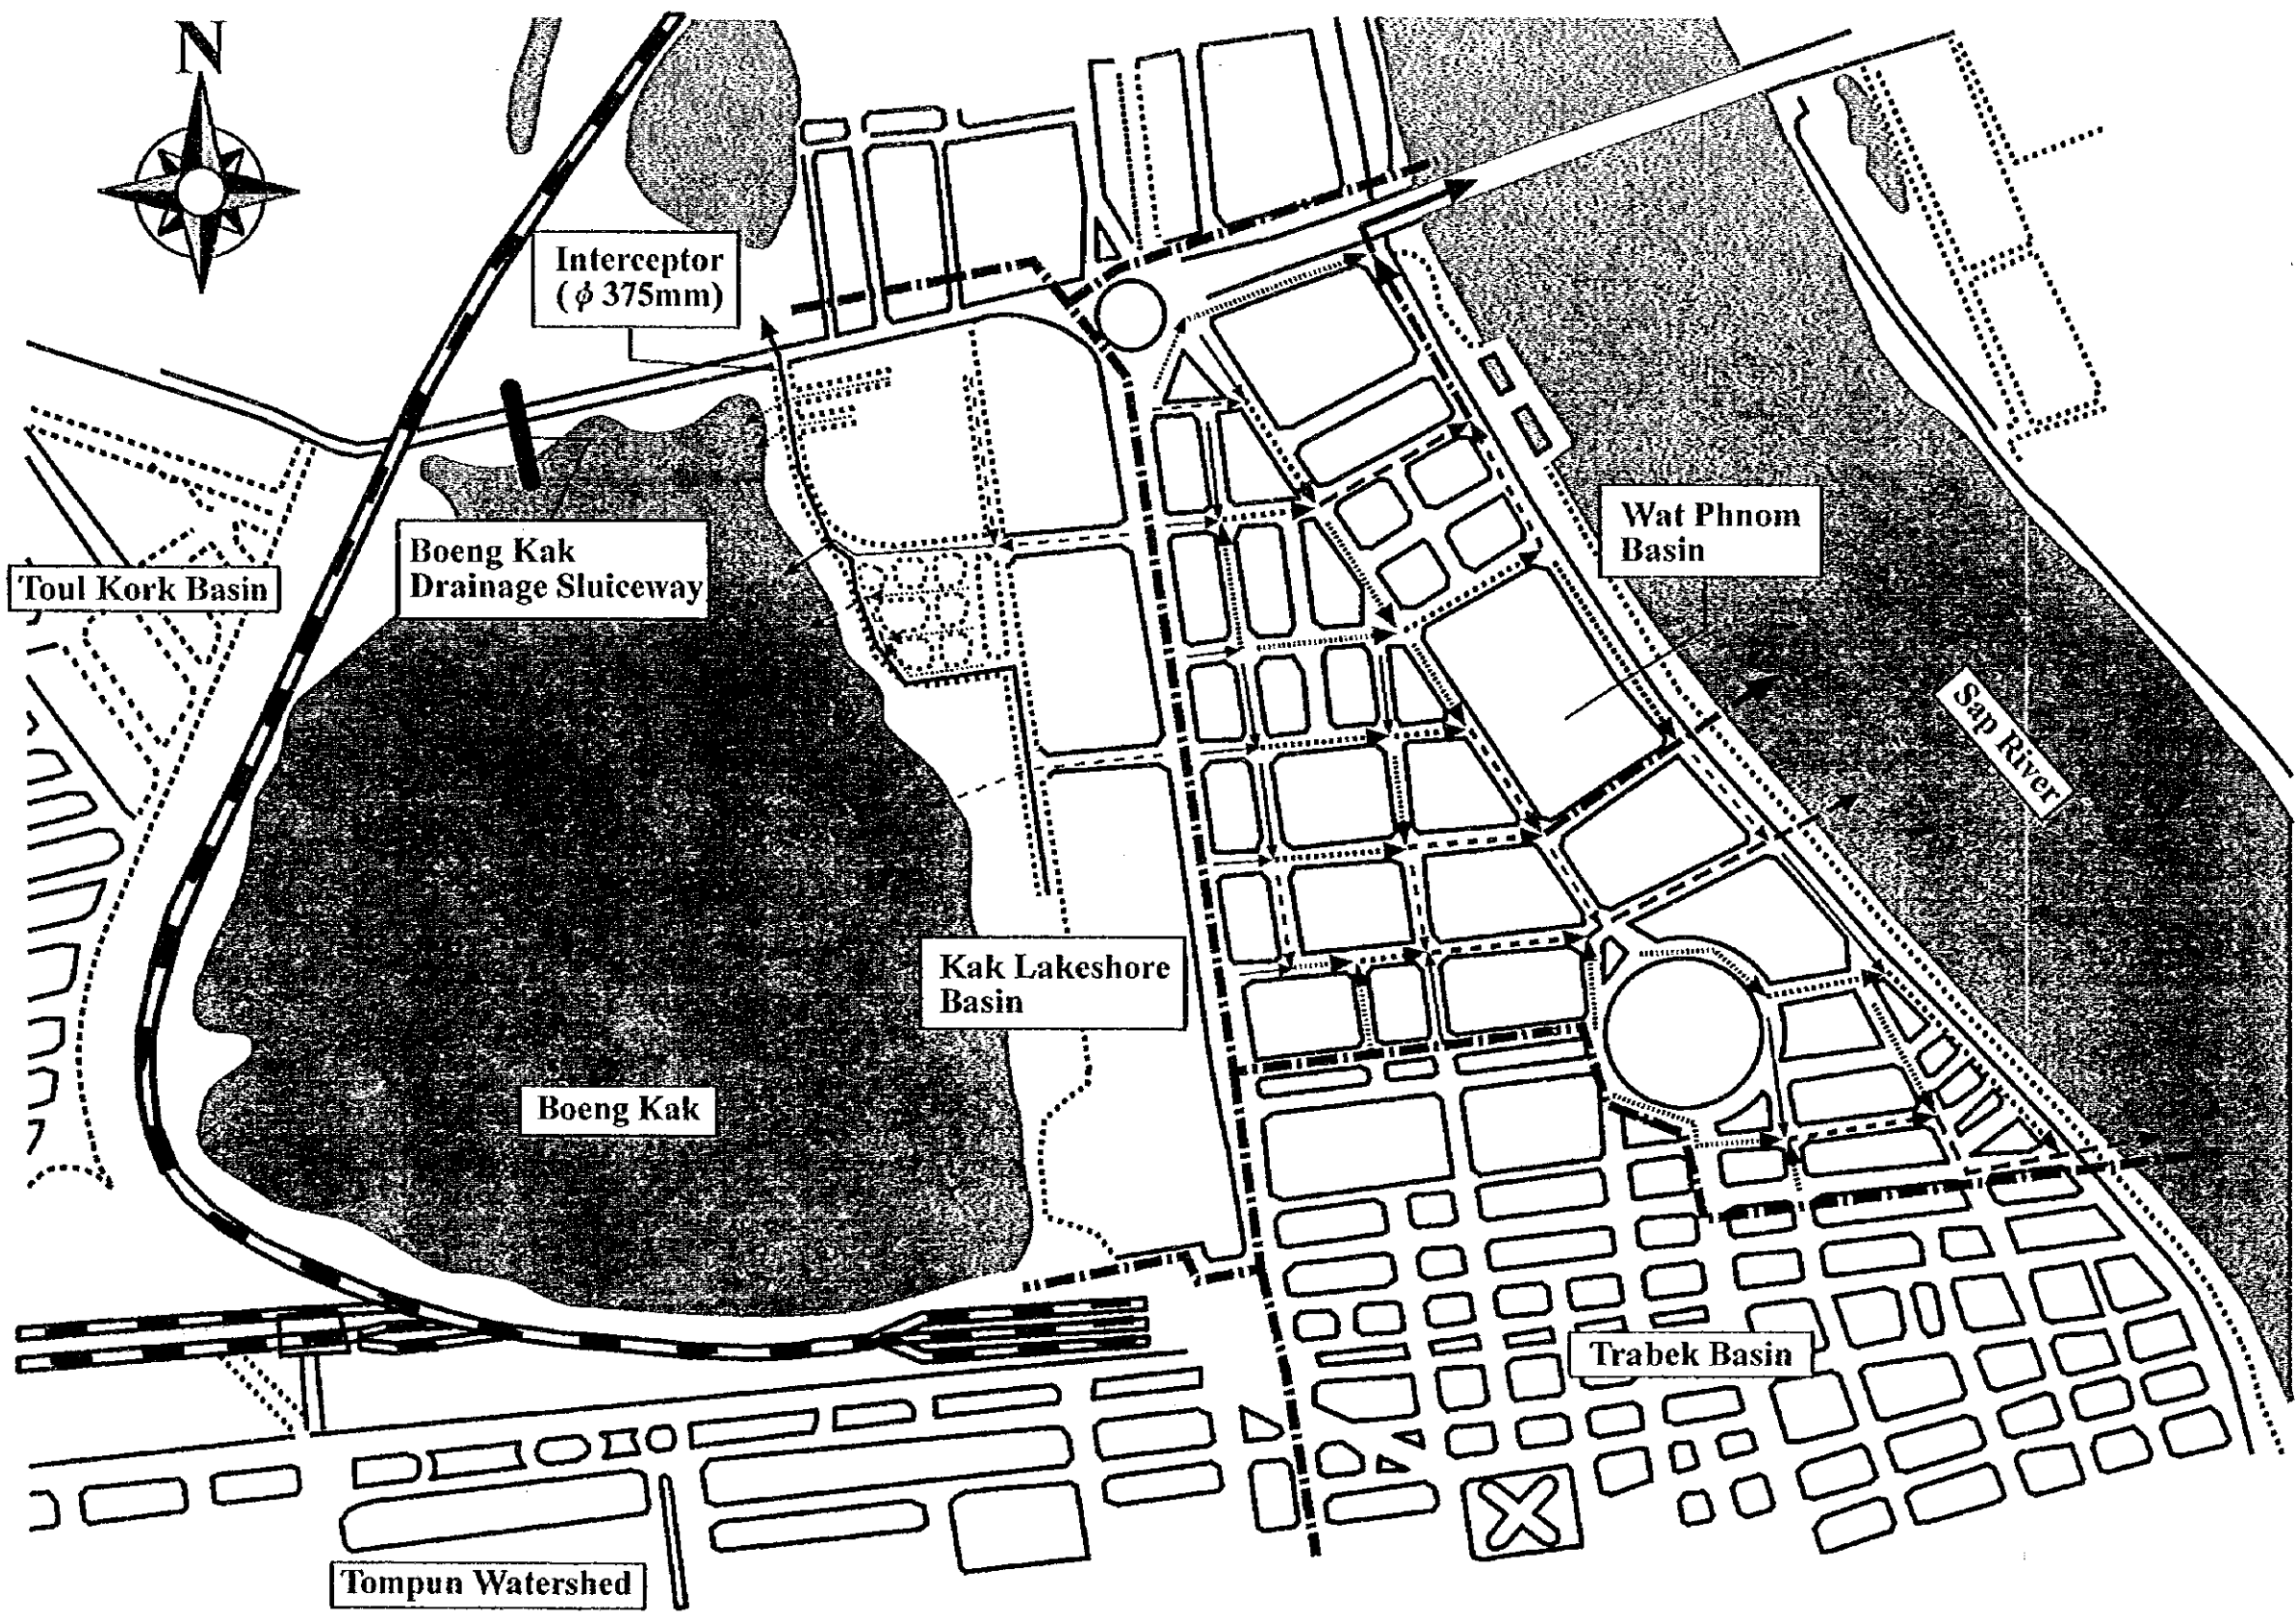 N
Interceptor
(ϕ 375mm)
Wat Phnom
Basin
Boeng Kak
Drainage Sluiceway
Toul Kork Basin
Sap River
Kak Lakeshore
Basin
Boeng Kak
Trabek Basin
Tompun Watershed